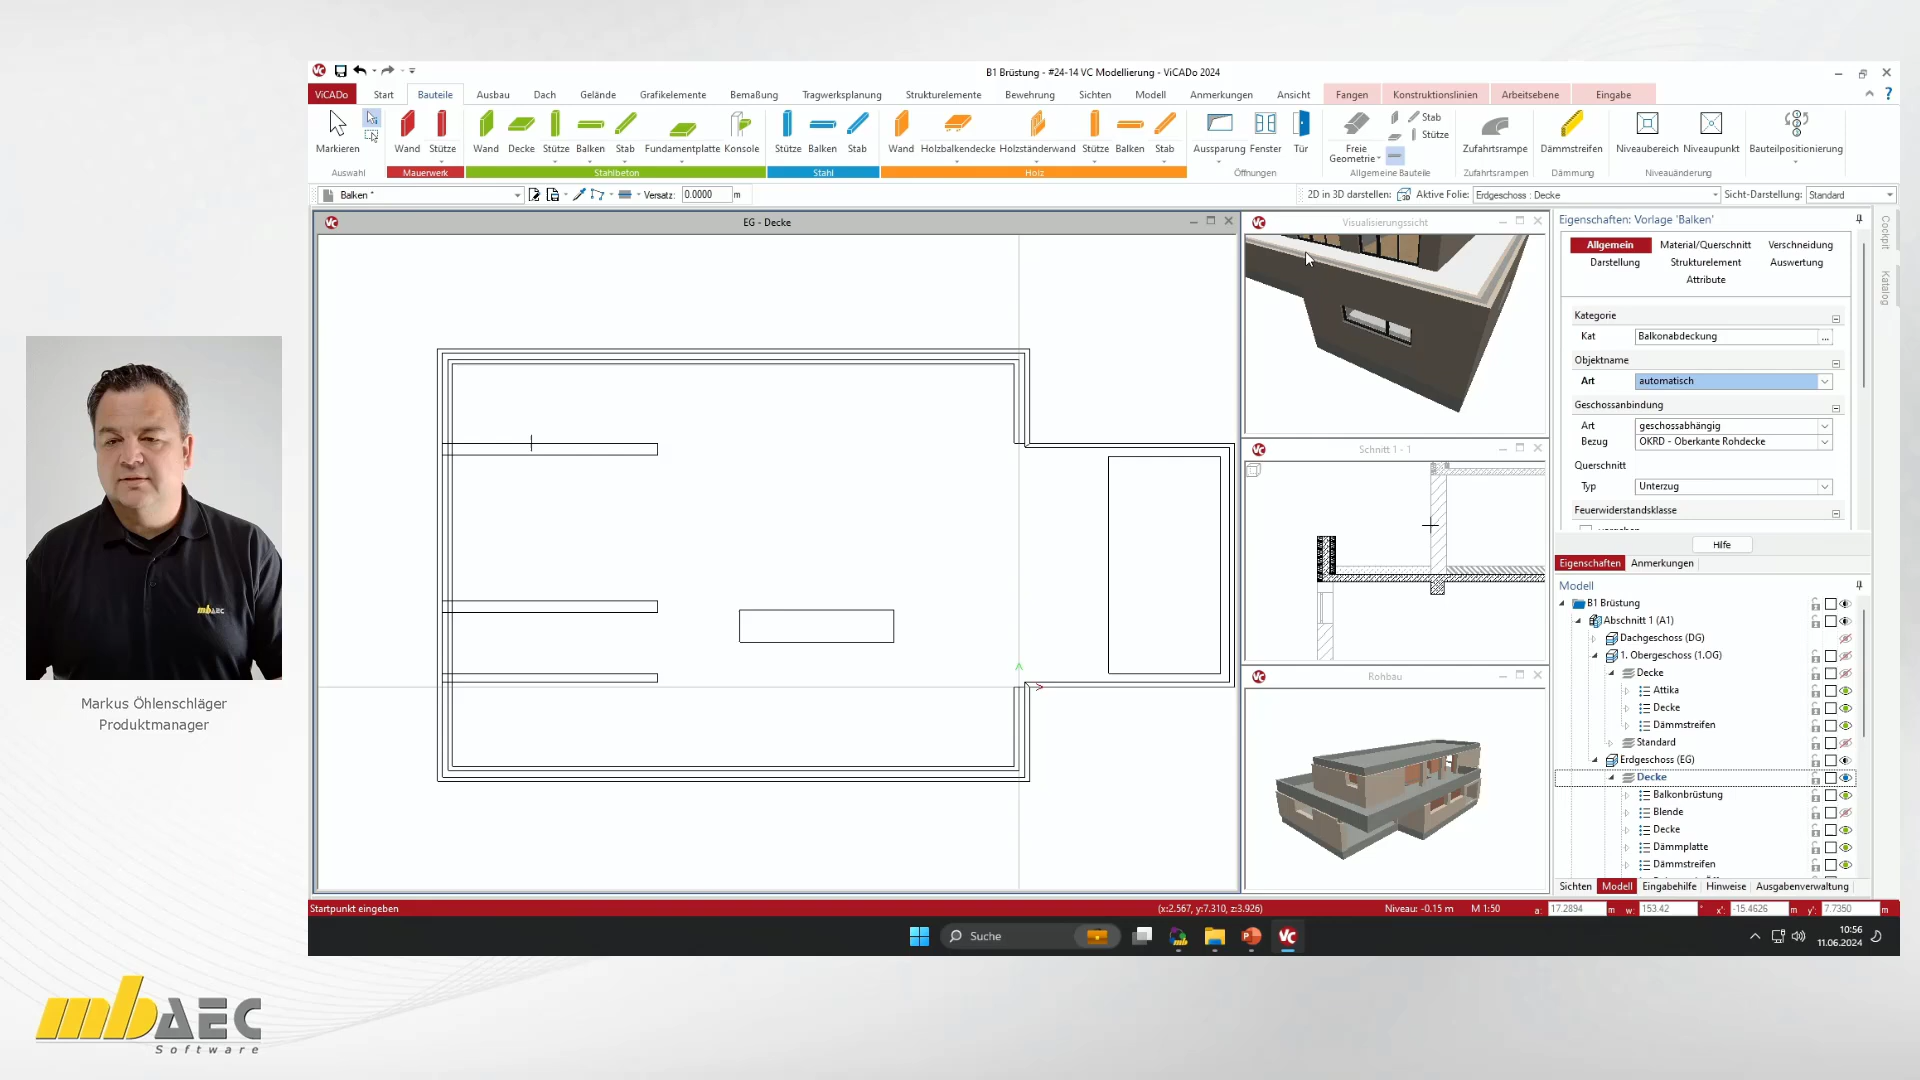 B1 Brüstung - #24-14 VC Modellierung - ViCADo 2024
ViCADo Start Bauteile Ausbau Dach Gelände Grafikelemente Bemaßung Tragwerksplanung Strukturelemente Bewehrung Sichten Modell Anmerkungen Ansicht Fangen Konstruktionslinien Arbeitsebene Eingabe
Markieren Wand Stütze Wand Decke Stütze Balken Stab Fundamentplatte Konsole Stütze Balken Stab Wand Holzbalkendecke Holzständerwand Stütze Balken Stab Aussparung Fenster Tür Freie Geometrie Stab Stütze Zufahrtsrampe Dämmstreifen Niveaubereich Niveaupunkt Bauteilpositionierung
Auswahl Mauerwerk Stahlbeton Stahl Holz Öffnungen Allgemeine Bauteile Zufahrtsrampen Dämmung Niveauänderung
Balken * Versatz: 0.0000 m 2D in 3D darstellen: Aktive Folie: Erdgeschoss : Decke Sicht-Darstellung: Standard
EG - Decke
Visualisierungssicht
Schnitt 1 - 1
Rohbau
Eigenschaften: Vorlage 'Balken'
Allgemein Material/Querschnitt Verschneidung
Darstellung Strukturelement Auswertung
Attribute
Kategorie
Kat Balkonabdeckung ...
Objektname
Art automatisch
Geschossanbindung
Art geschossabhängig
Bezug OKRD - Oberkante Rohdecke
Querschnitt
Typ Unterzug
Feuerwiderstandsklasse
Hilfe
Eigenschaften Anmerkungen
Cockpit
Katalog
Modell
B1 Brüstung
Abschnitt 1 (A1)
Dachgeschoss (DG)
1. Obergeschoss (1.OG)
Decke
Attika
Decke
Dämmstreifen
Standard
Erdgeschoss (EG)
Decke
Balkonbrüstung
Blende
Decke
Dämmplatte
Dämmstreifen
Sichten Modell Eingabehilfe Hinweise Ausgabenverwaltung
Startpunkt eingeben (x:2.567, y:7.310, z:3.926) Niveau: -0.15 m M 1:50 a: 17.2894 m w: 153.42 ° x': -15.4626 m y': 7.7350 m
Suche
10:56
11.06.2024
mbAEC
Markus Öhlenschläger
Produktmanager
mb AEC
Software